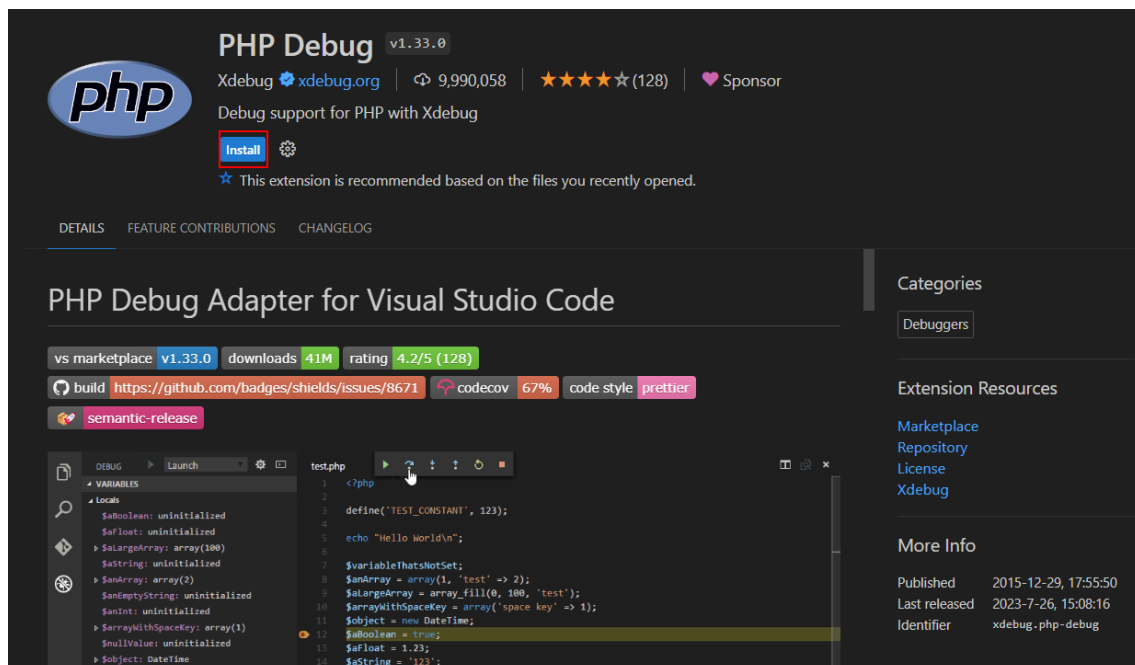 php
PHP Debug v1.33.0
Xdebug xdebug.org 9,990,058 (128) Sponsor
Debug support for PHP with Xdebug
Install
This extension is recommended based on the files you recently opened.
DETAILS FEATURE CONTRIBUTIONS CHANGELOG
PHP Debug Adapter for Visual Studio Code
vs marketplace v1.33.0 downloads 41M rating 4.2/5 (128)
build https://github.com/badges/shields/issues/8671 codecov 67% code style prettier
semantic-release
DEBUG Launch
VARIABLES
Locals
$aBoolean: uninitialized
$aFloat: uninitialized
$aLargeArray: array(100)
$aString: uninitialized
$anArray: array(2)
$anEmptyString: uninitialized
$anInt: uninitialized
$arrayWithSpaceKey: array(1)
$nullValue: uninitialized
$object: DateTime
test.php
1 <?php
2
3 define('TEST_CONSTANT', 123);
4
5 echo "Hello World\n";
6
7 $variableThatsNotSet;
8 $anArray = array(1, 'test' => 2);
9 $aLargeArray = array_fill(0, 100, 'test');
10 $arrayWithSpaceKey = array('space key' => 1);
11 $object = new DateTime;
12 $aBoolean = true;
13 $aFloat = 1.23;
14 $aString = '123';
Categories
Debuggers
Extension Resources
Marketplace
Repository
License
Xdebug
More Info
Published 2015-12-29, 17:55:50
Last released 2023-7-26, 15:08:16
Identifier xdebug.php-debug